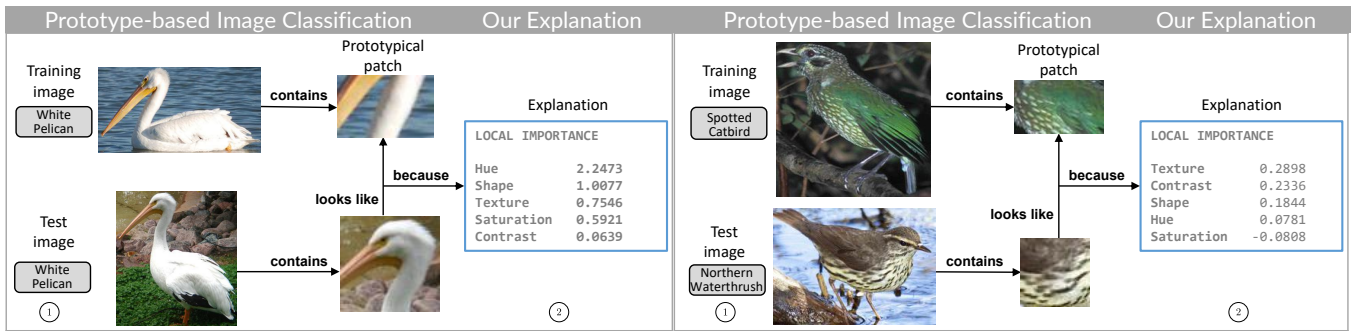 Prototype-based Image Classification
Our Explanation
Training
image
White
Pelican
contains
Prototypical
patch
Explanation
LOCAL IMPORTANCE
Hue 2.2473
Shape 1.0077
Texture 0.7546
Saturation 0.5921
Contrast 0.0639
because
looks like
Test
image
White
Pelican
contains
1
2
Prototype-based Image Classification
Our Explanation
Training
image
Spotted
Catbird
contains
Prototypical
patch
Explanation
LOCAL IMPORTANCE
Texture 0.2898
Contrast 0.2336
Shape 0.1844
Hue 0.0781
Saturation -0.0808
because
looks like
Test
image
Northern
Waterthrush
contains
1
2